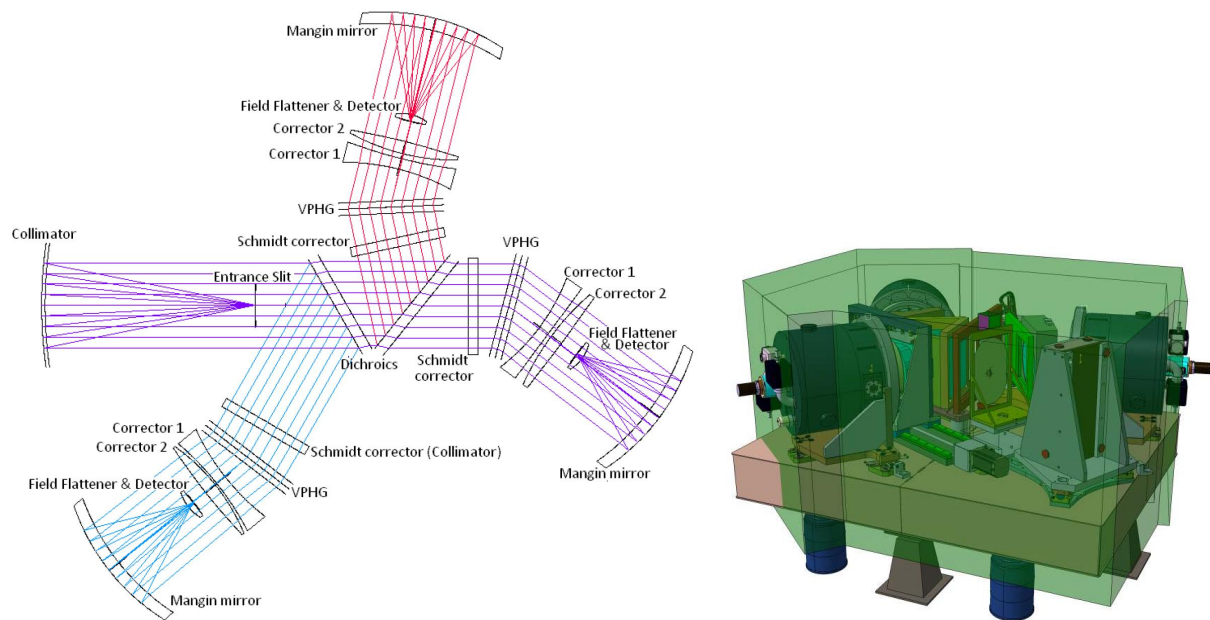 Mangin mirror
Field Flattener & Detector
Corrector 2
Corrector 1
VPHG
Schmidt corrector
Collimator
Entrance Slit
VPHG
Corrector 1
Corrector 2
Field Flattener
& Detector
Dichroics
Schmidt
corrector
Mangin mirror
Corrector 1
Corrector 2
Schmidt corrector (Collimator)
Field Flattener & Detector
VPHG
Mangin mirror